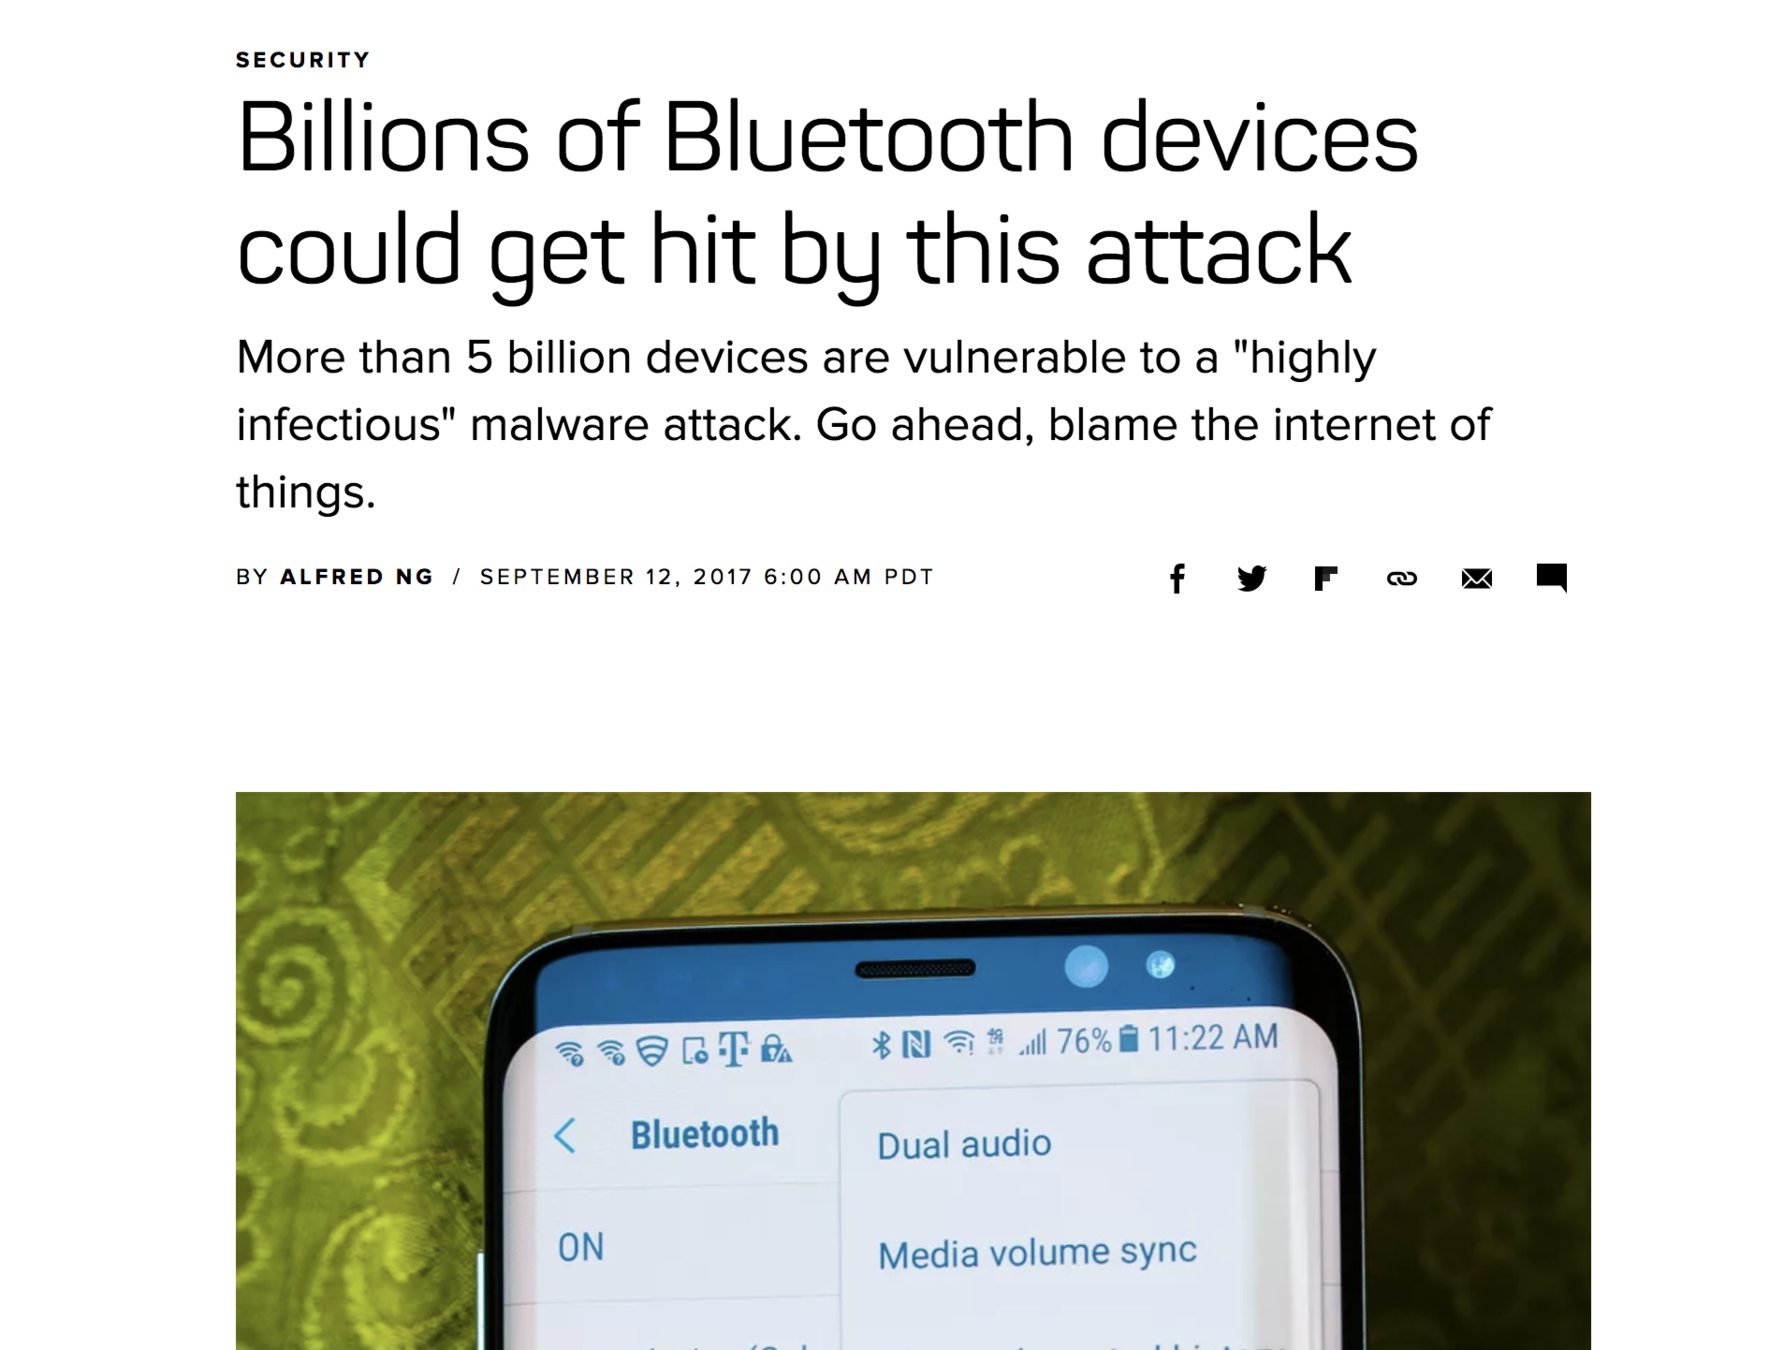 SECURITY
Billions of Bluetooth devices
could get hit by this attack
More than 5 billion devices are vulnerable to a "highly
infectious" malware attack. Go ahead, blame the internet of
things.
BY ALFRED NG / SEPTEMBER 12, 2017 6:00 AM PDT
76% 11:22 AM
Bluetooth
Dual audio
ON
Media volume sync